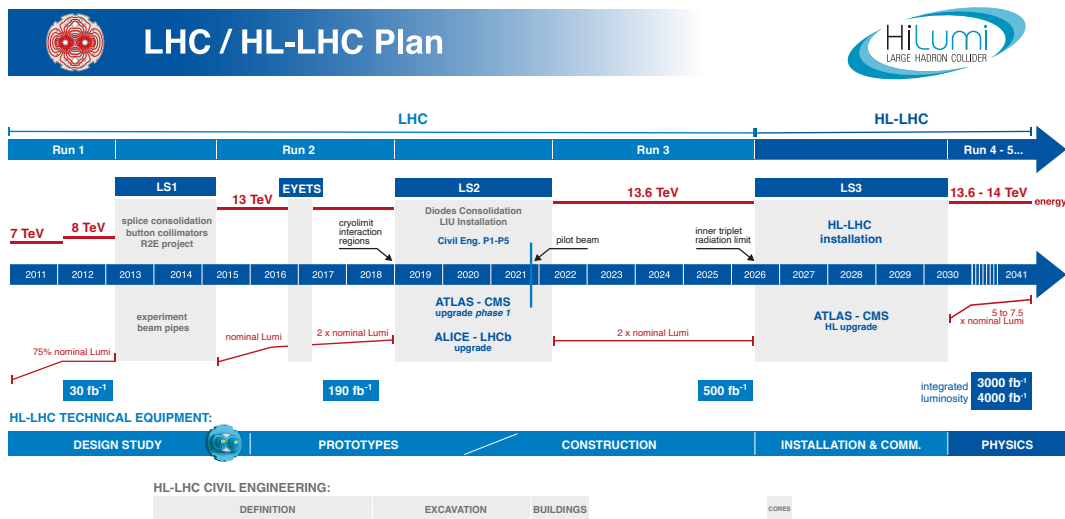 LHC / HL-LHC Plan
HiLumi
LARGE HADRON COLLIDER
LHC
HL-LHC
Run 1
Run 2
Run 3
Run 4 - 5...
LS1
EYETS
LS2
LS3
13 TeV
13.6 TeV
13.6 - 14 TeV
energy
7 TeV
8 TeV
splice consolidation
button collimators
R2E project
cryolimit
interaction
regions
Diodes Consolidation
LIU Installation
Civil Eng. P1-P5
pilot beam
inner triplet
radiation limit
HL-LHC
installation
2011
2012
2013
2014
2015
2016
2017
2018
2019
2020
2021
2022
2023
2024
2025
2026
2027
2028
2029
2030
2041
experiment
beam pipes
ATLAS - CMS
upgrade phase 1
ALICE - LHCb
upgrade
ATLAS - CMS
HL upgrade
5 to 7.5
x nominal Lumi
75% nominal Lumi
nominal Lumi
2 x nominal Lumi
2 x nominal Lumi
30 fb⁻¹
190 fb⁻¹
500 fb⁻¹
integrated
luminosity
3000 fb⁻¹
4000 fb⁻¹
HL-LHC TECHNICAL EQUIPMENT:
DESIGN STUDY
PROTOTYPES
CONSTRUCTION
INSTALLATION & COMM.
PHYSICS
HL-LHC CIVIL ENGINEERING:
DEFINITION
EXCAVATION
BUILDINGS
CORES